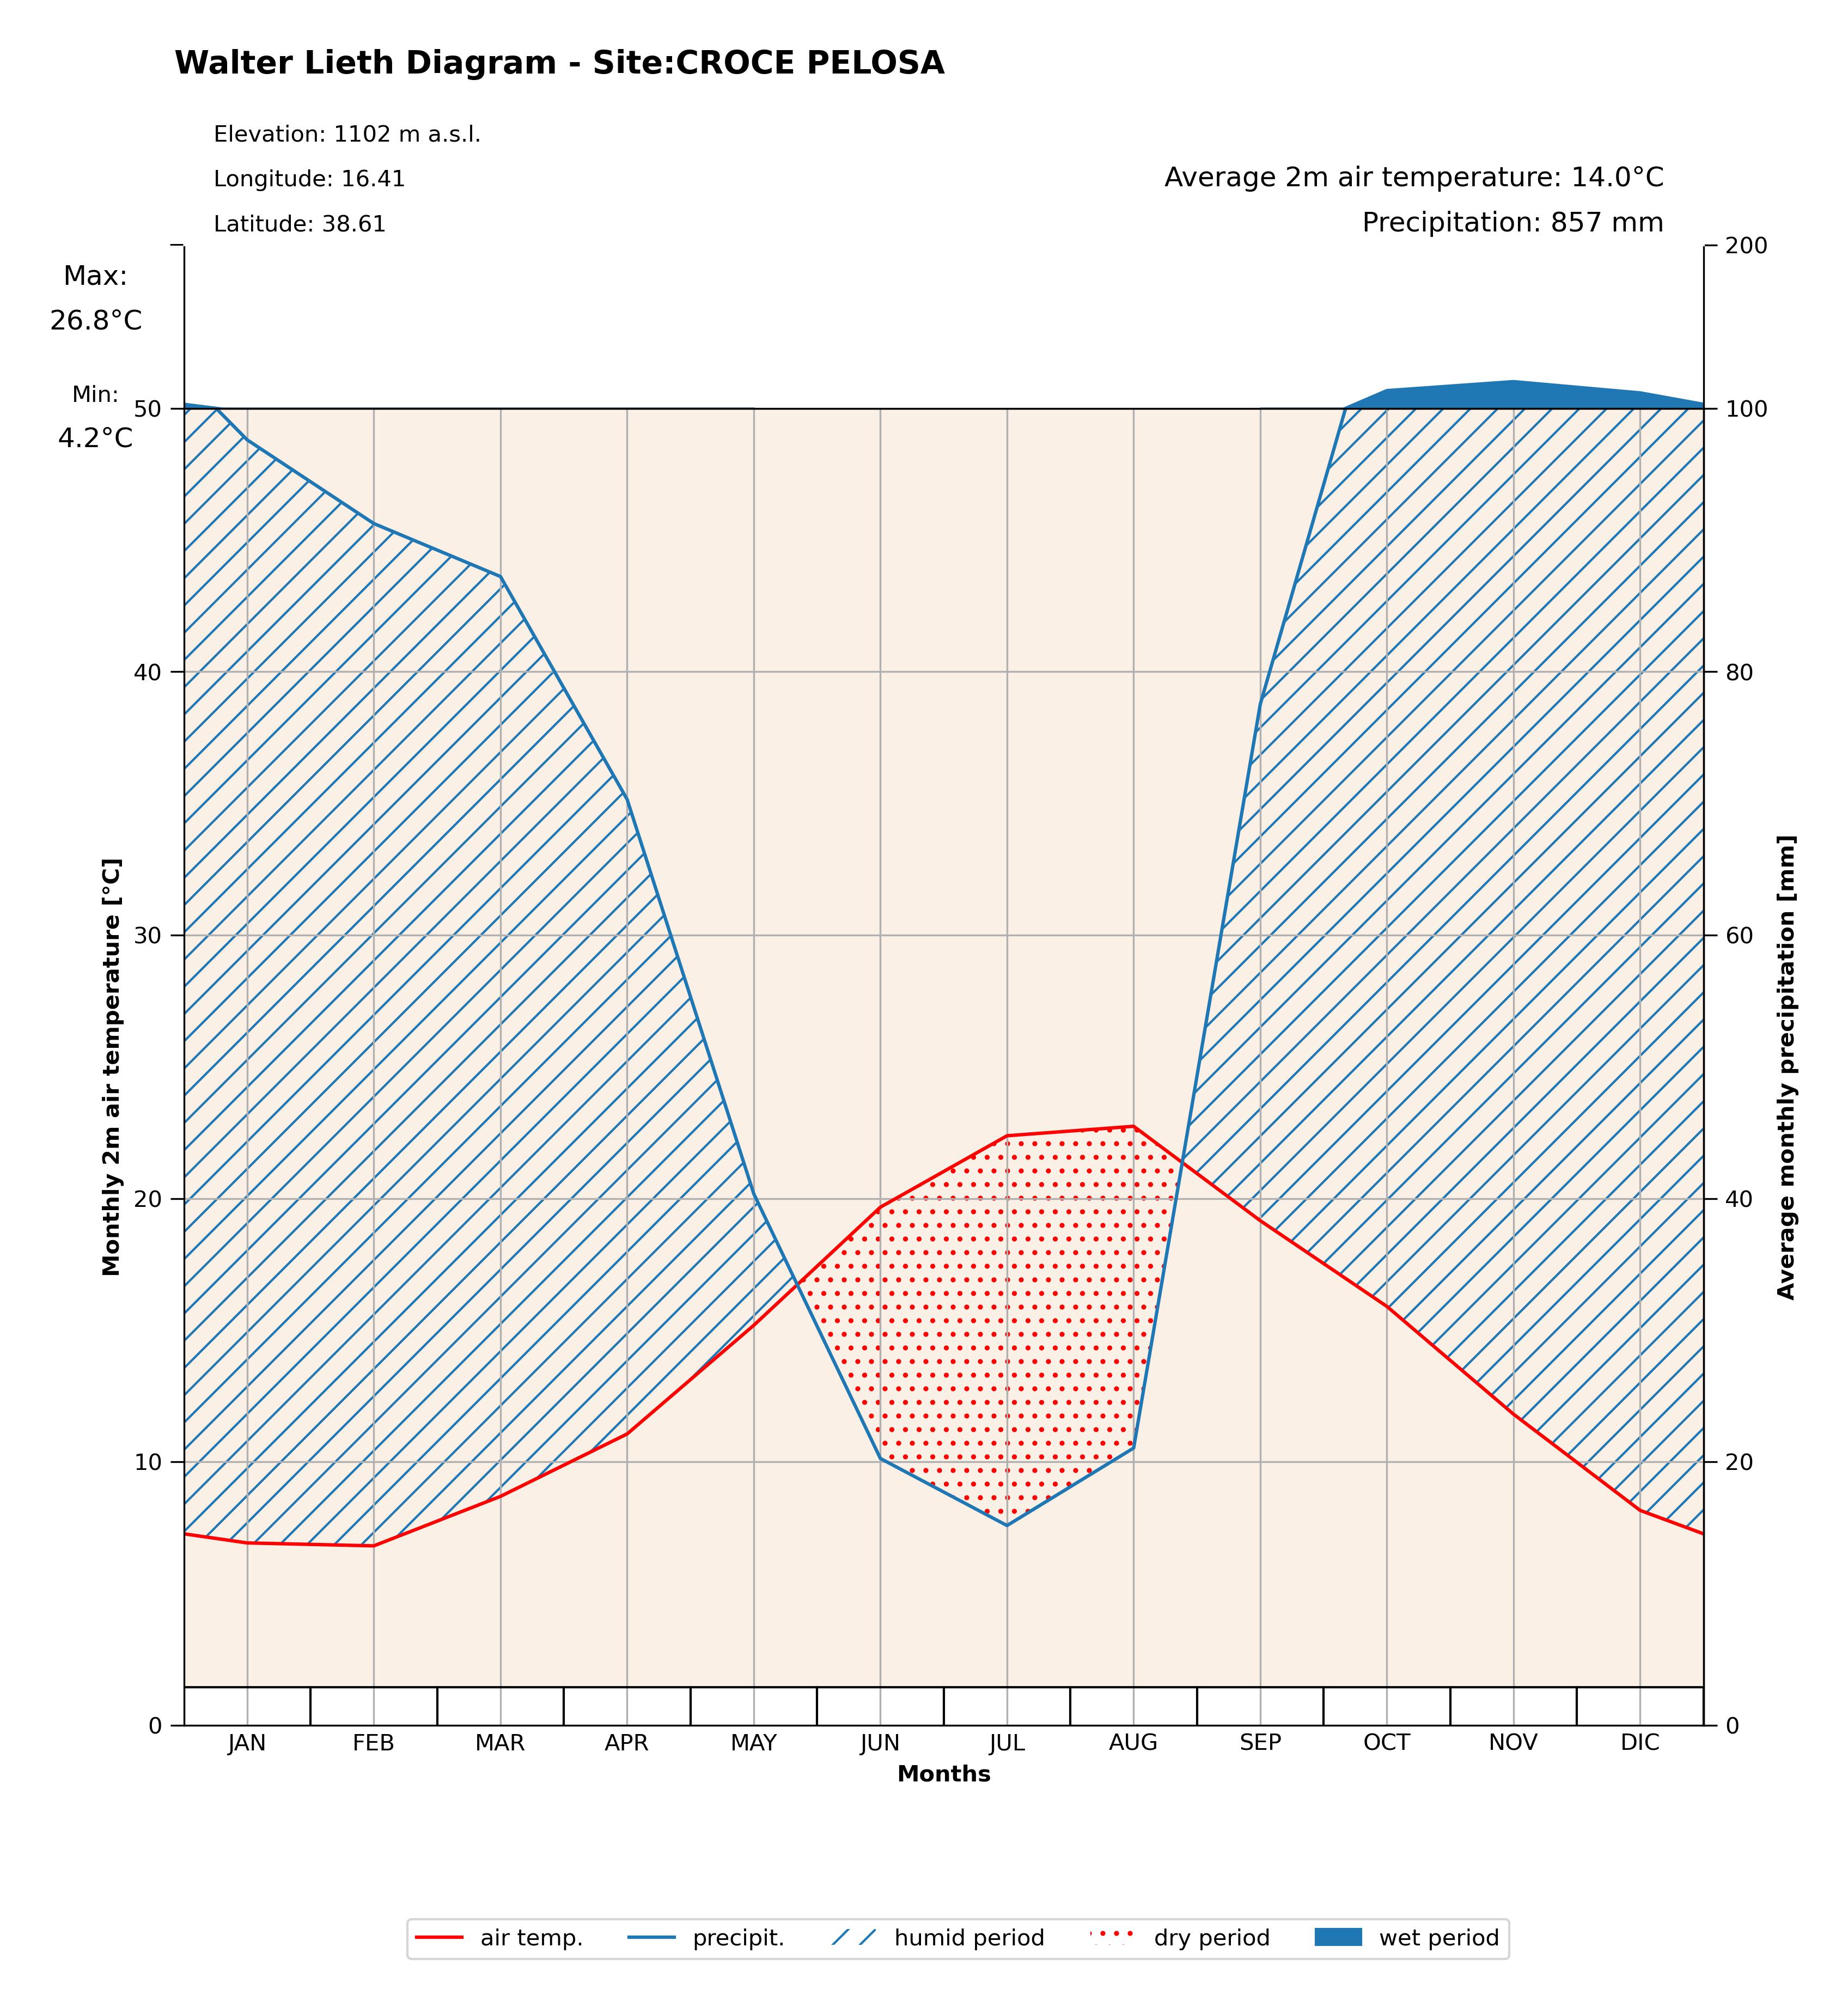 Walter Lieth Diagram - Site:CROCE PELOSA
Elevation: 1102 m a.s.l.
Longitude: 16.41
Latitude: 38.61
Average 2m air temperature: 14.0°C
Precipitation: 857 mm
Max:
26.8°C
Min:
4.2°C
50
40
30
20
10
0
Monthly 2m air temperature [°C]
200
100
80
60
40
20
0
Average monthly precipitation [mm]
JAN FEB MAR APR MAY JUN JUL AUG SEP OCT NOV DIC
Months
air temp. precipit. humid period dry period wet period